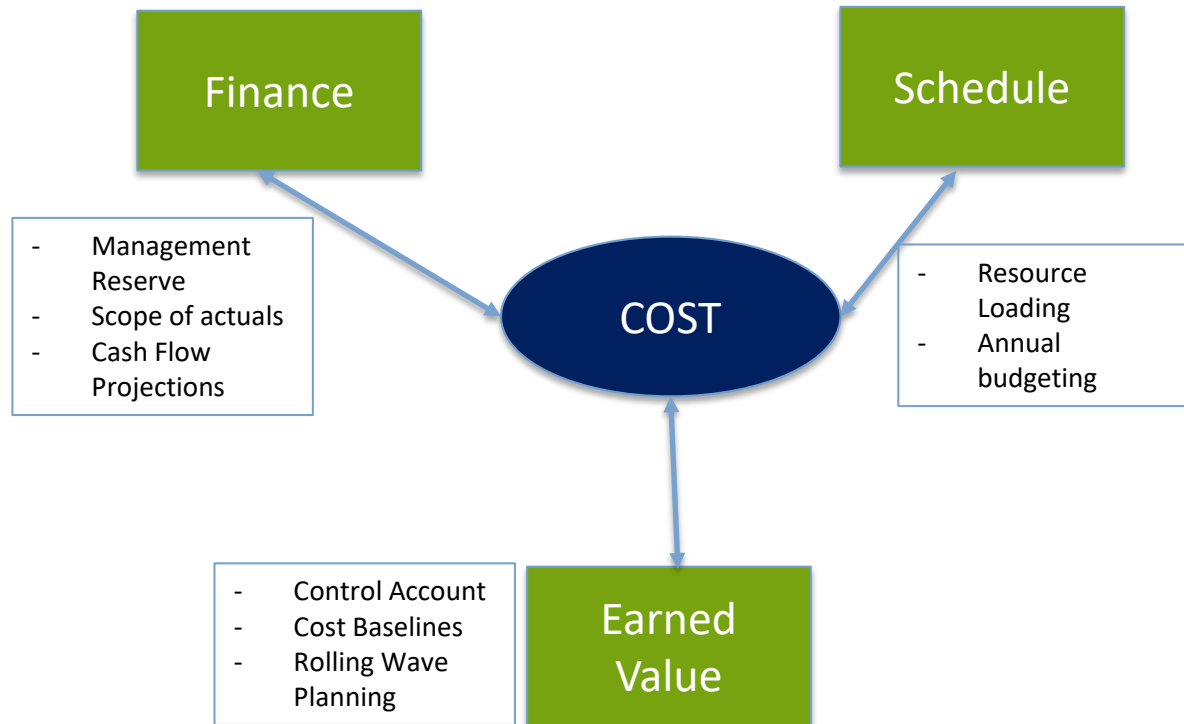 Finance
Schedule
- Management
Reserve
- Scope of actuals
- Cash Flow
Projections
COST
- Resource
Loading
- Annual
budgeting
- Control Account
- Cost Baselines
- Rolling Wave
Planning
Earned
Value